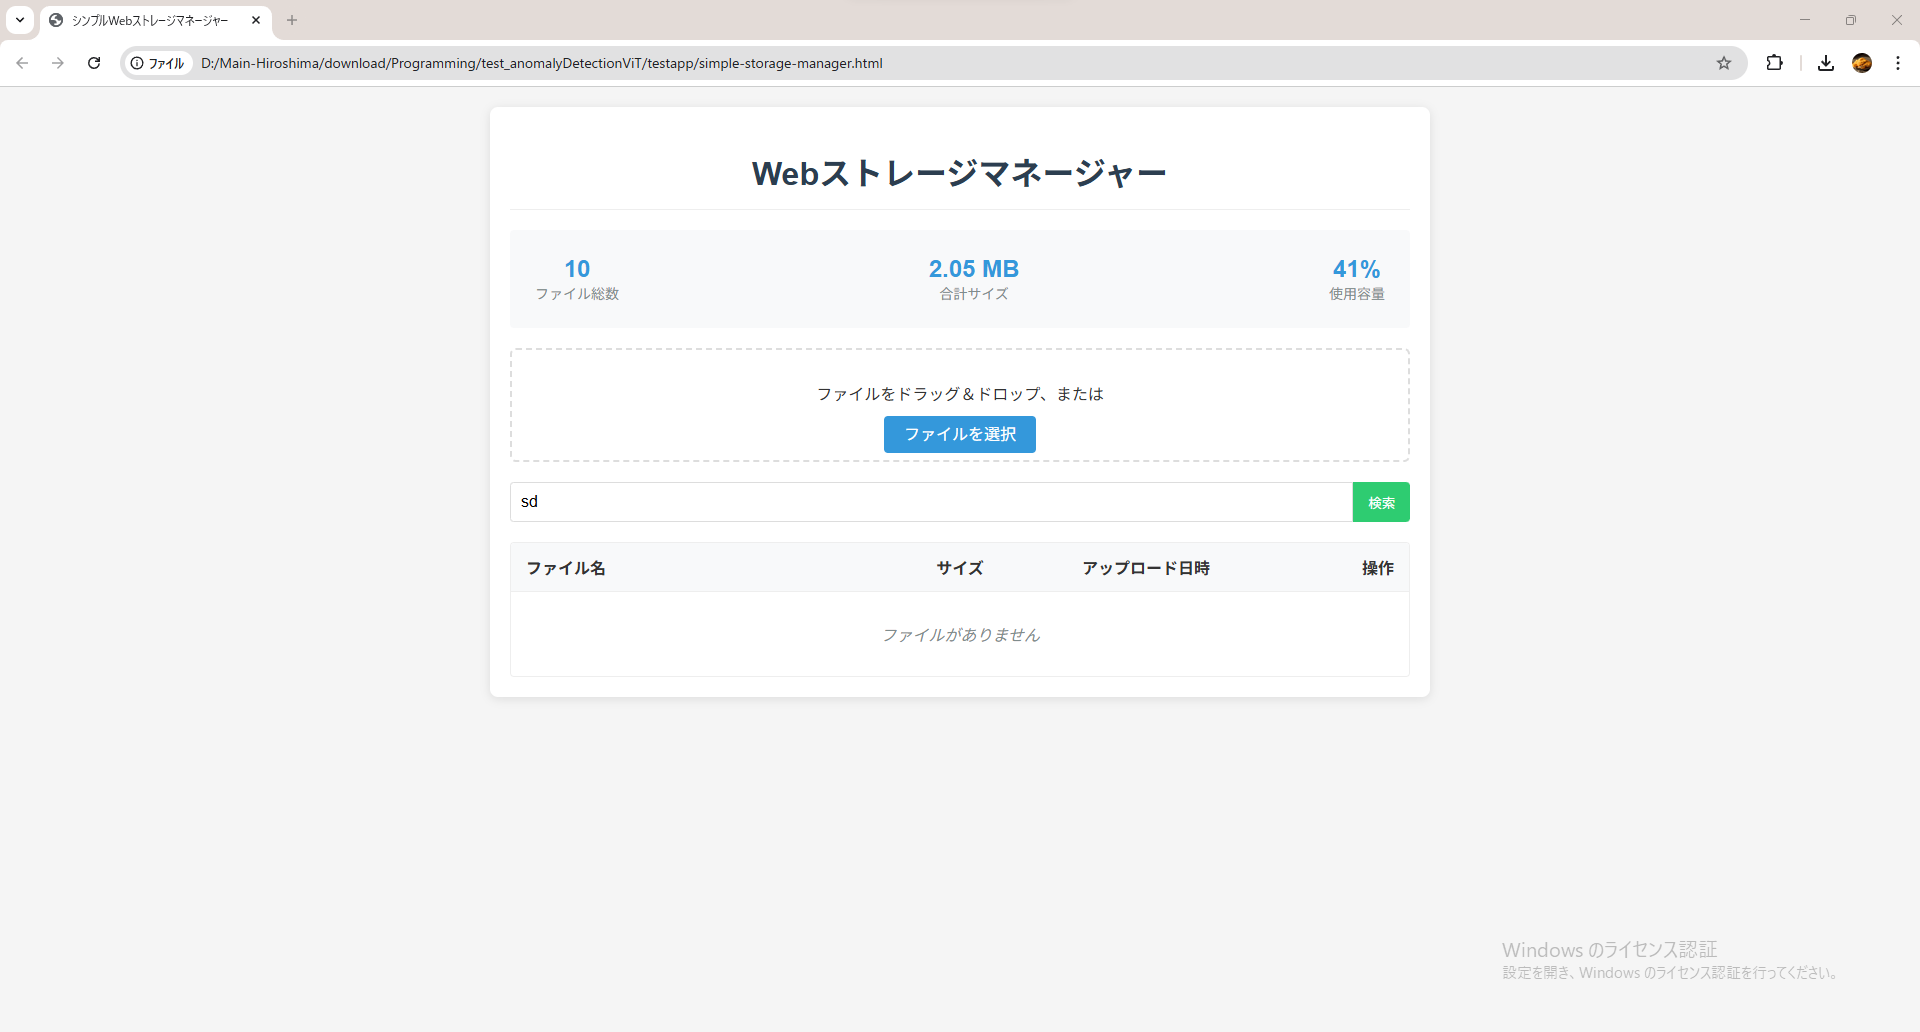 シンプルWebストレージマネージャー
ファイル D:/Main-Hiroshima/download/Programming/test_anomalyDetectionViT/testapp/simple-storage-manager.html
Webストレージマネージャー
10 2.05 MB 41%
ファイル総数 合計サイズ 使用容量
ファイルをドラッグ＆ドロップ、または
ファイルを選択
sd 検索
ファイル名 サイズ アップロード日時 操作
ファイルがありません
Windows のライセンス認証
設定を開き、Windows のライセンス認証を行ってください。